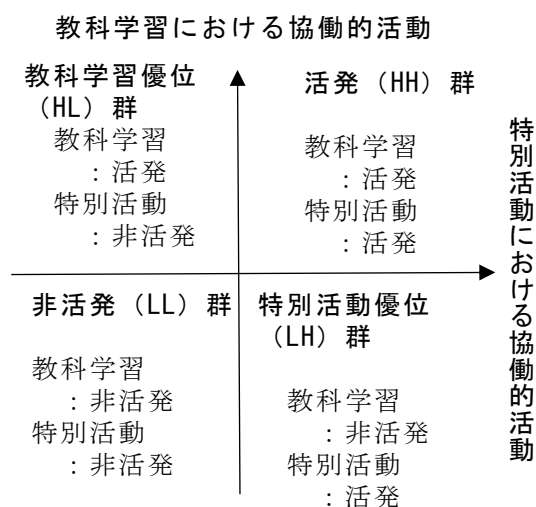 教科学習における協働的活動
教科学習優位
（HL）群
教科学習
：活発
特別活動
：非活発
活発（HH）群
教科学習
：活発
特別活動
：活発
特別活動における協働的活動
非活発（LL）群
教科学習
：非活発
特別活動
：非活発
特別活動優位
（LH）群
教科学習
：非活発
特別活動
：活発